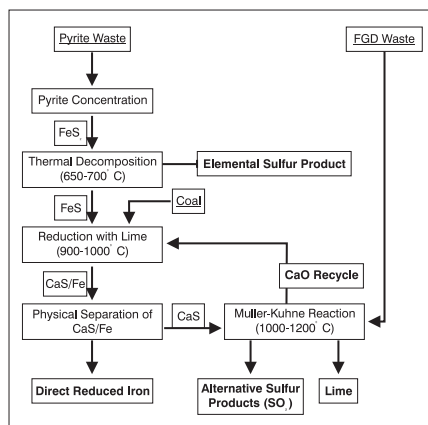 Pyrite Waste
FGD Waste
Pyrite Concentration
FeS₂
Thermal Decomposition
(650-700° C)
Elemental Sulfur Product
FeS
Coal
Reduction with Lime
(900-1000° C)
CaO Recycle
CaS/Fe
Physical Separation of
CaS/Fe
CaS
Muller-Kuhne Reaction
(1000-1200° C)
Direct Reduced Iron
Alternative Sulfur
Products (SO₂)
Lime